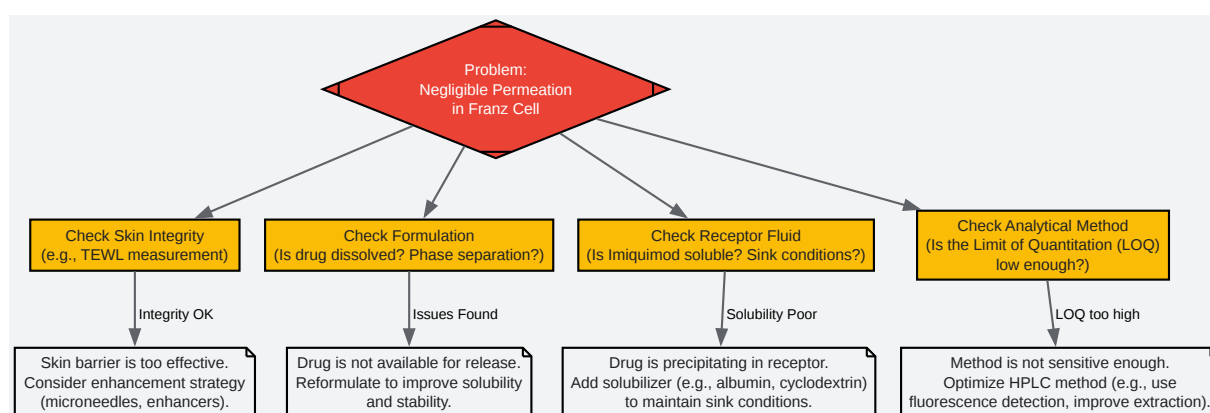 Problem:
Negligible Permeation
in Franz Cell
Check Skin Integrity
(e.g., TEWL measurement)
Check Formulation
(Is drug dissolved? Phase separation?)
Check Receptor Fluid
(Is Imiquimod soluble? Sink conditions?)
Check Analytical Method
(Is the Limit of Quantitation (LOQ)
low enough?)
Integrity OK
Issues Found
Solubility Poor
LOQ too high
Skin barrier is too effective.
Consider enhancement strategy
(microneedles, enhancers).
Drug is not available for release.
Reformulate to improve solubility
and stability.
Drug is precipitating in receptor.
Add solubilizer (e.g., albumin, cyclodextrin)
to maintain sink conditions.
Method is not sensitive enough.
Optimize HPLC method (e.g., use
fluorescence detection, improve extraction).